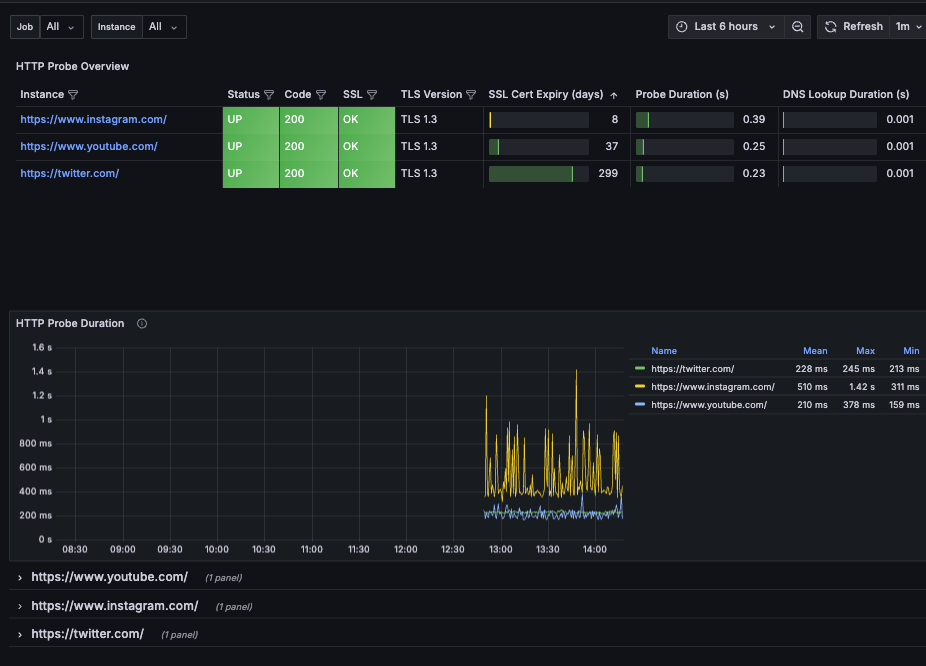 Job All Instance All Last 6 hours Refresh 1m
HTTP Probe Overview
Instance Status Code SSL TLS Version SSL Cert Expiry (days) Probe Duration (s) DNS Lookup Duration (s)
https://www.instagram.com/ UP 200 OK TLS 1.3 8 0.39 0.001
https://www.youtube.com/ UP 200 OK TLS 1.3 37 0.25 0.001
https://twitter.com/ UP 200 OK TLS 1.3 299 0.23 0.001
HTTP Probe Duration
1.6 s
1.4 s
1.2 s
1 s
800 ms
600 ms
400 ms
200 ms
0 s
08:30 09:00 09:30 10:00 10:30 11:00 11:30 12:00 12:30 13:00 13:30 14:00
Name Mean Max Min
https://twitter.com/ 228 ms 245 ms 213 ms
https://www.instagram.com/ 510 ms 1.42 s 311 ms
https://www.youtube.com/ 210 ms 378 ms 159 ms
https://www.youtube.com/ (1 panel)
https://www.instagram.com/ (1 panel)
https://twitter.com/ (1 panel)